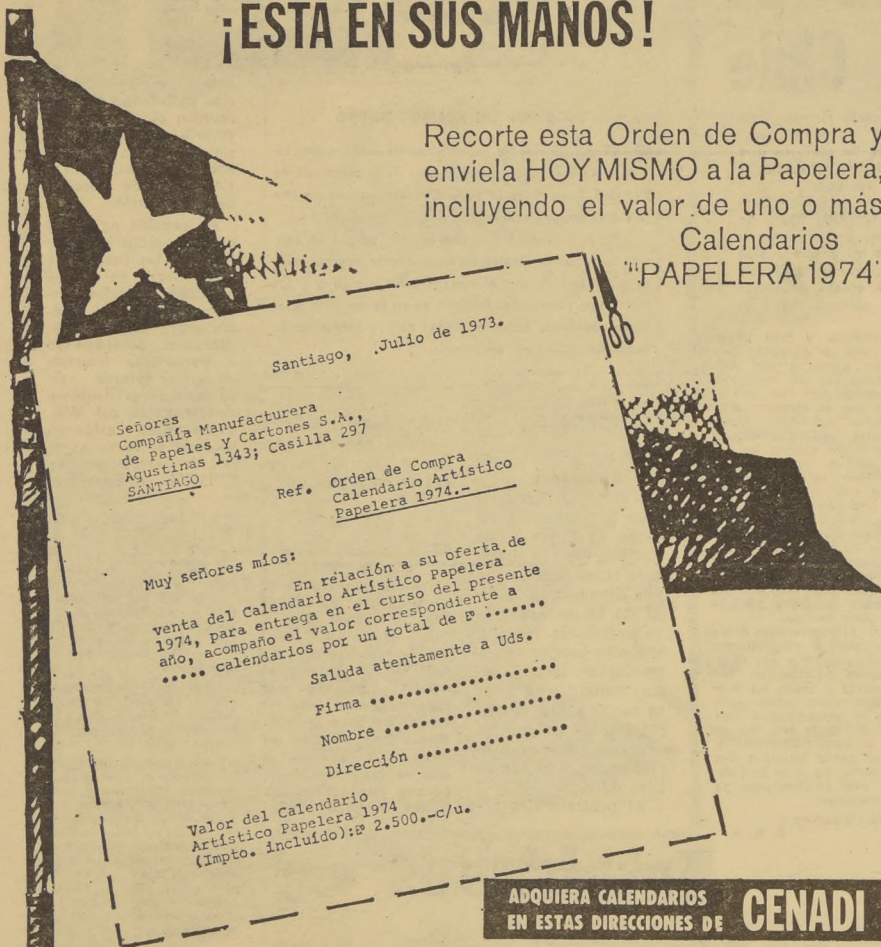 ¡ESTA EN SUS MANOS!
Recorte esta Orden de Compra y
enviela HOY MISMO a la Papelera,
incluyendo el valor de uno o más
Calendarios
"PAPELERA 1974"
Santiago, Julio de 1973.
Señores
Compañía Manufacturera
de Papeles y Cartones S.A.,
Agustinas 1343; Casilla 297
SANTIAGO
Ref. Orden de Compra
Calendario Artístico
Papelera 1974.-
Muy señores míos:
En relación a su oferta de
venta del Calendario Artístico Papelera
1974, para entrega en el curso del presente
año, acompaño el valor correspondiente a
..... calendarios por un total de Eº .......
Saluda atentamente a Uds.
Firma ....................
Nombre ...................
Dirección ................
Valor del Calendario
Artístico Papelera 1974
(Impto. incluído):Eº 2.500.-c/u.
ADQUIERA CALENDARIOS
EN ESTAS DIRECCIONES DE CENADI